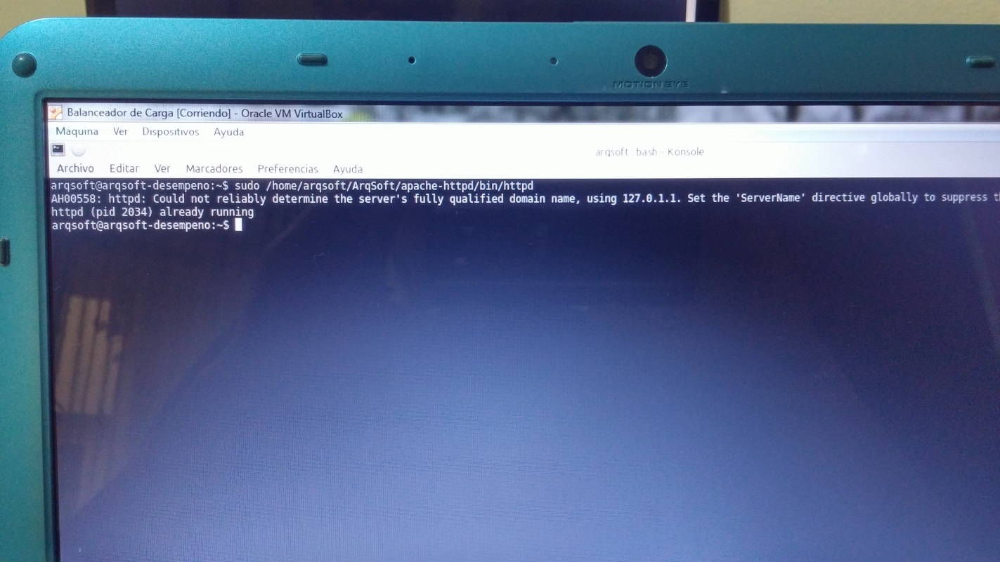 MOTION EYE
Balanceador de Carga [Corriendo] - Oracle VM VirtualBox
Máquina Ver Dispositivos Ayuda
arqsoft : bash – Konsole
Archivo Editar Ver Marcadores Preferencias Ayuda
arqsoft@arqsoft-desempeno:~$ sudo /home/arqsoft/ArqSoft/apache-httpd/bin/httpd
AH00558: httpd: Could not reliably determine the server's fully qualified domain name, using 127.0.1.1. Set the 'ServerName' directive globally to suppress
httpd (pid 2034) already running
arqsoft@arqsoft-desempeno:~$